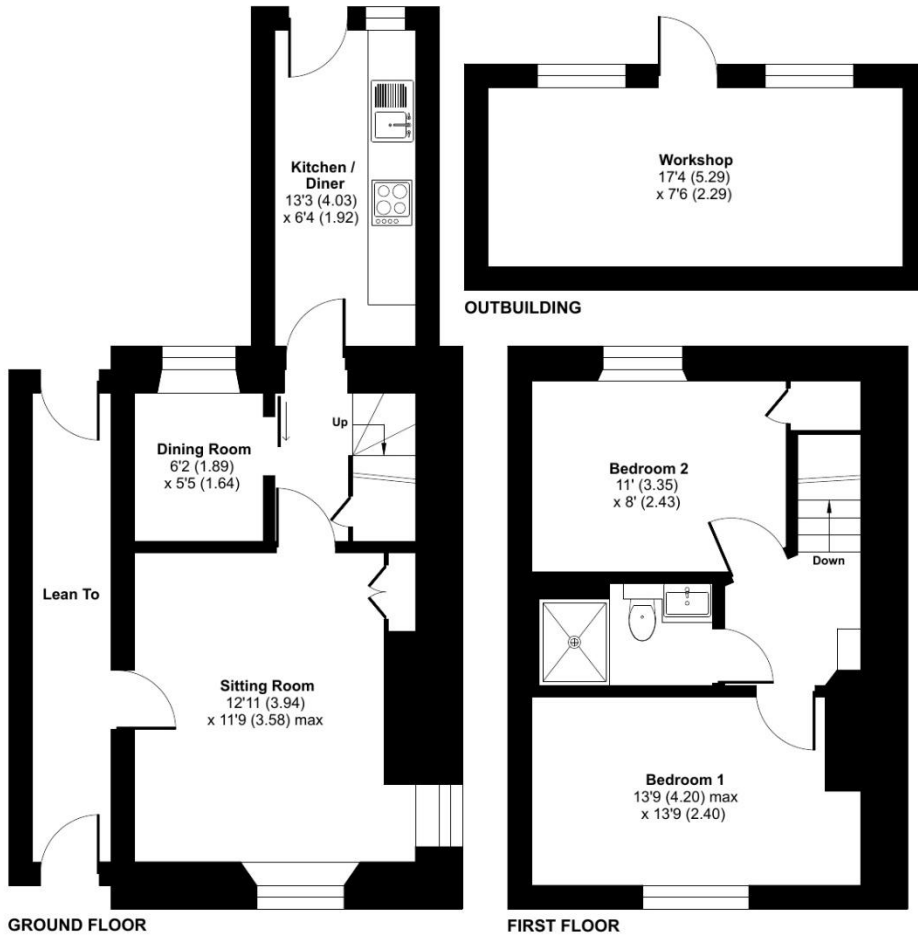 Kitchen /
Diner
13'3 (4.03)
x 6'4 (1.92)
Workshop
17'4 (5.29)
x 7'6 (2.29)
OUTBUILDING
Up
Dining Room
6'2 (1.89)
x 5'5 (1.64)
Lean To
Sitting Room
12'11 (3.94)
x 11'9 (3.58) max
GROUND FLOOR
Bedroom 2
11' (3.35)
x 8' (2.43)
Down
Bedroom 1
13'9 (4.20) max
x 13'9 (2.40)
FIRST FLOOR